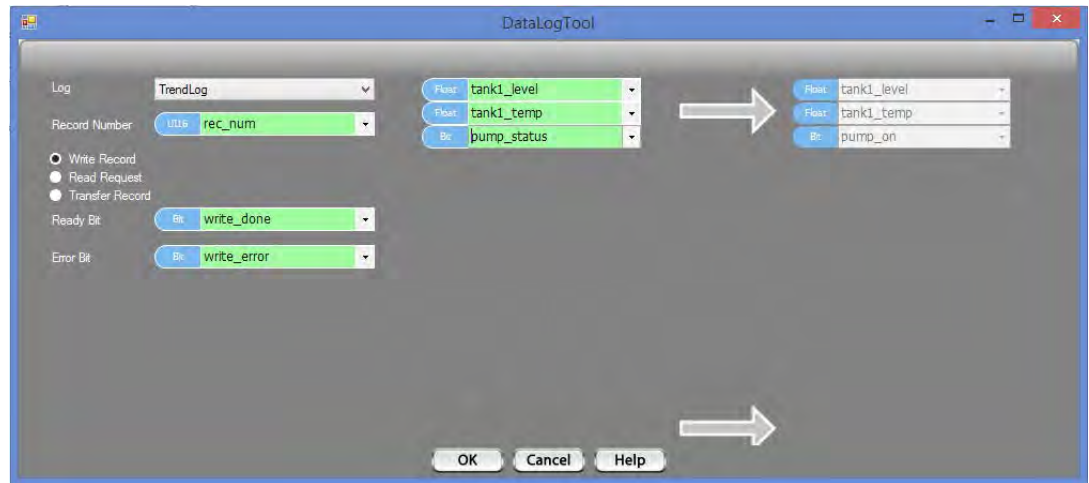 DataLogTool
Log TrendLog
Record Number UU16 rec_num
Write Record
Read Request
Transfer Record
Ready Bit Bit write_done
Error Bit Bit write_error
Float tank1_level
Float tank1_temp
Bit pump_status
Float tank1_level
Float tank1_temp
Bit pump_on
OK Cancel Help